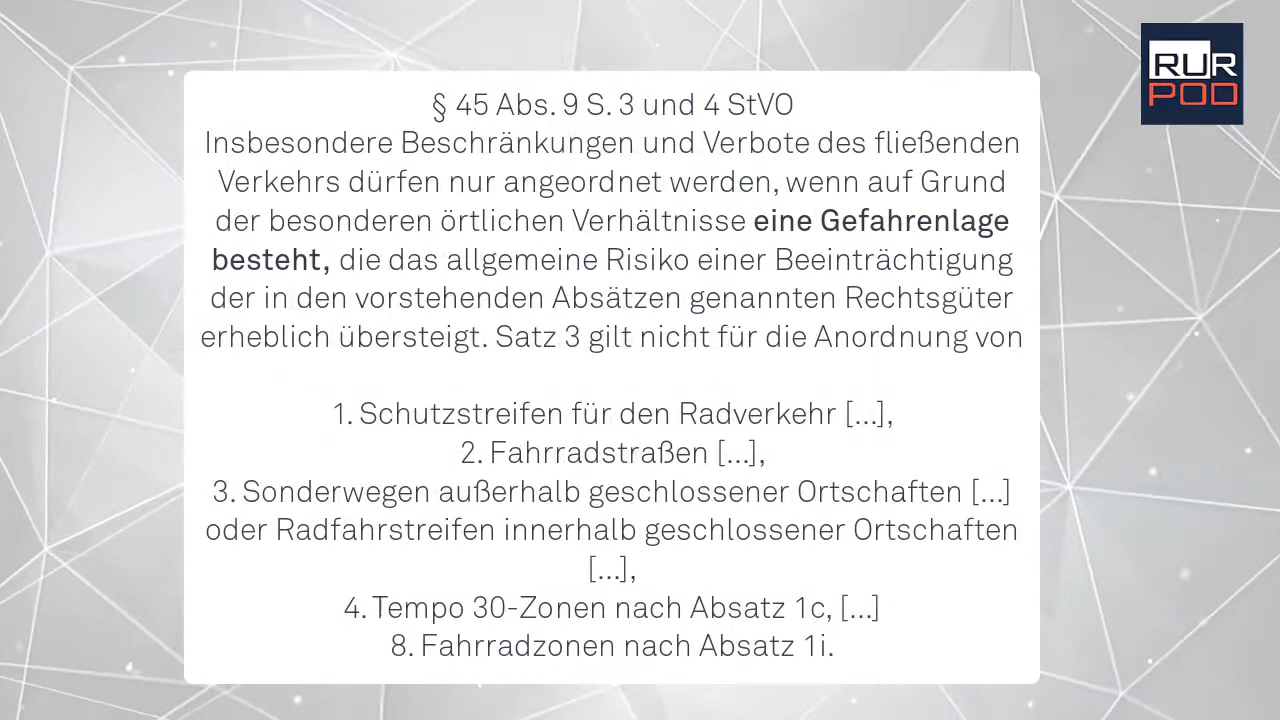 RUR
POD
§ 45 Abs. 9 S. 3 und 4 StVO
Insbesondere Beschränkungen und Verbote des fließenden
Verkehrs dürfen nur angeordnet werden, wenn auf Grund
der besonderen örtlichen Verhältnisse eine Gefahrenlage
besteht, die das allgemeine Risiko einer Beeinträchtigung
der in den vorstehenden Absätzen genannten Rechtsgüter
erheblich übersteigt. Satz 3 gilt nicht für die Anordnung von
1. Schutzstreifen für den Radverkehr [...],
2. Fahrradstraßen [...],
3. Sonderwegen außerhalb geschlossener Ortschaften [...]
oder Radfahrstreifen innerhalb geschlossener Ortschaften
[...],
4. Tempo 30-Zonen nach Absatz 1c, [...]
8. Fahrradzonen nach Absatz 1i.